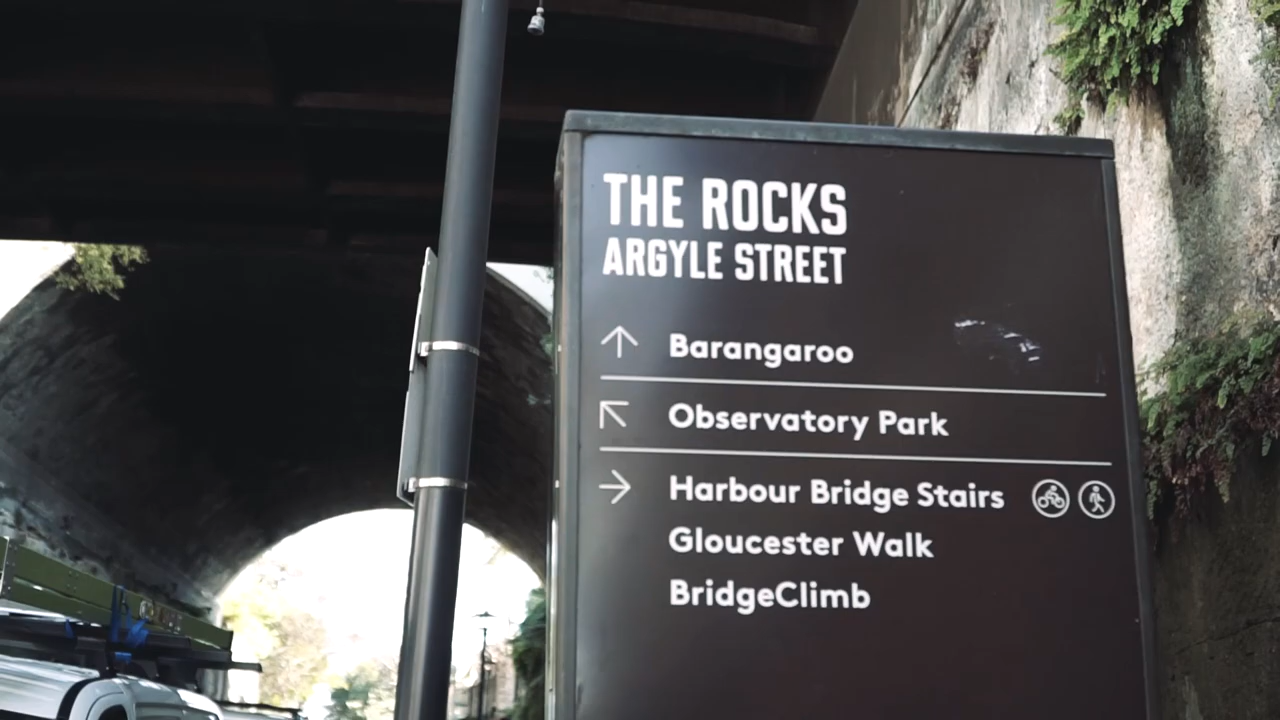 THE ROCKS
ARGYLE STREET
Barangaroo
Observatory Park
Harbour Bridge Stairs
Gloucester Walk
BridgeClimb